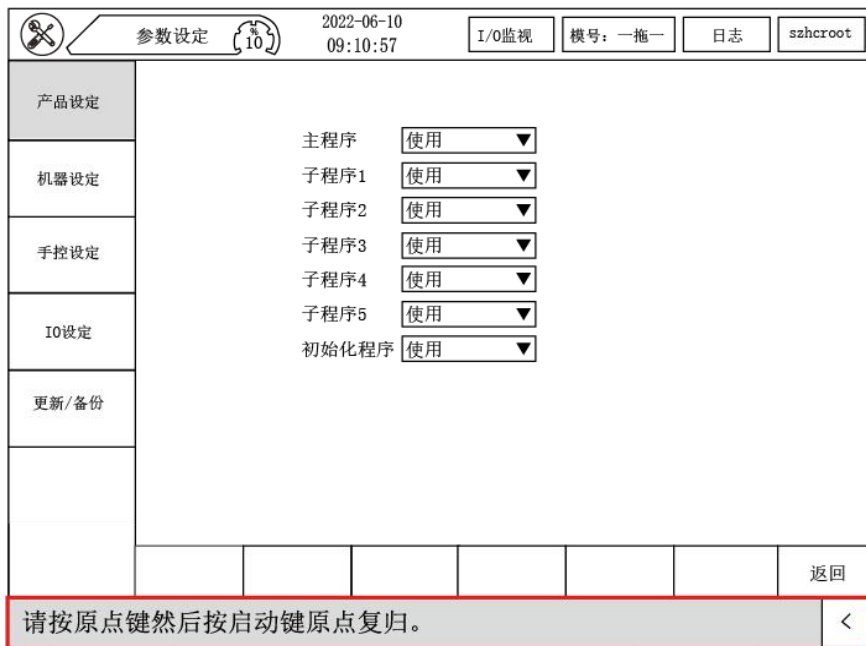 参数设定 % 10 2022-06-10 09:10:57 I/O监视 模号：一拖一 日志 szhcroot
产品设定
机器设定
手控设定
IO设定
更新/备份
主程序 使用 ▼
子程序1 使用 ▼
子程序2 使用 ▼
子程序3 使用 ▼
子程序4 使用 ▼
子程序5 使用 ▼
初始化程序 使用 ▼
返回
请按原点键然后按启动键原点复归。 <